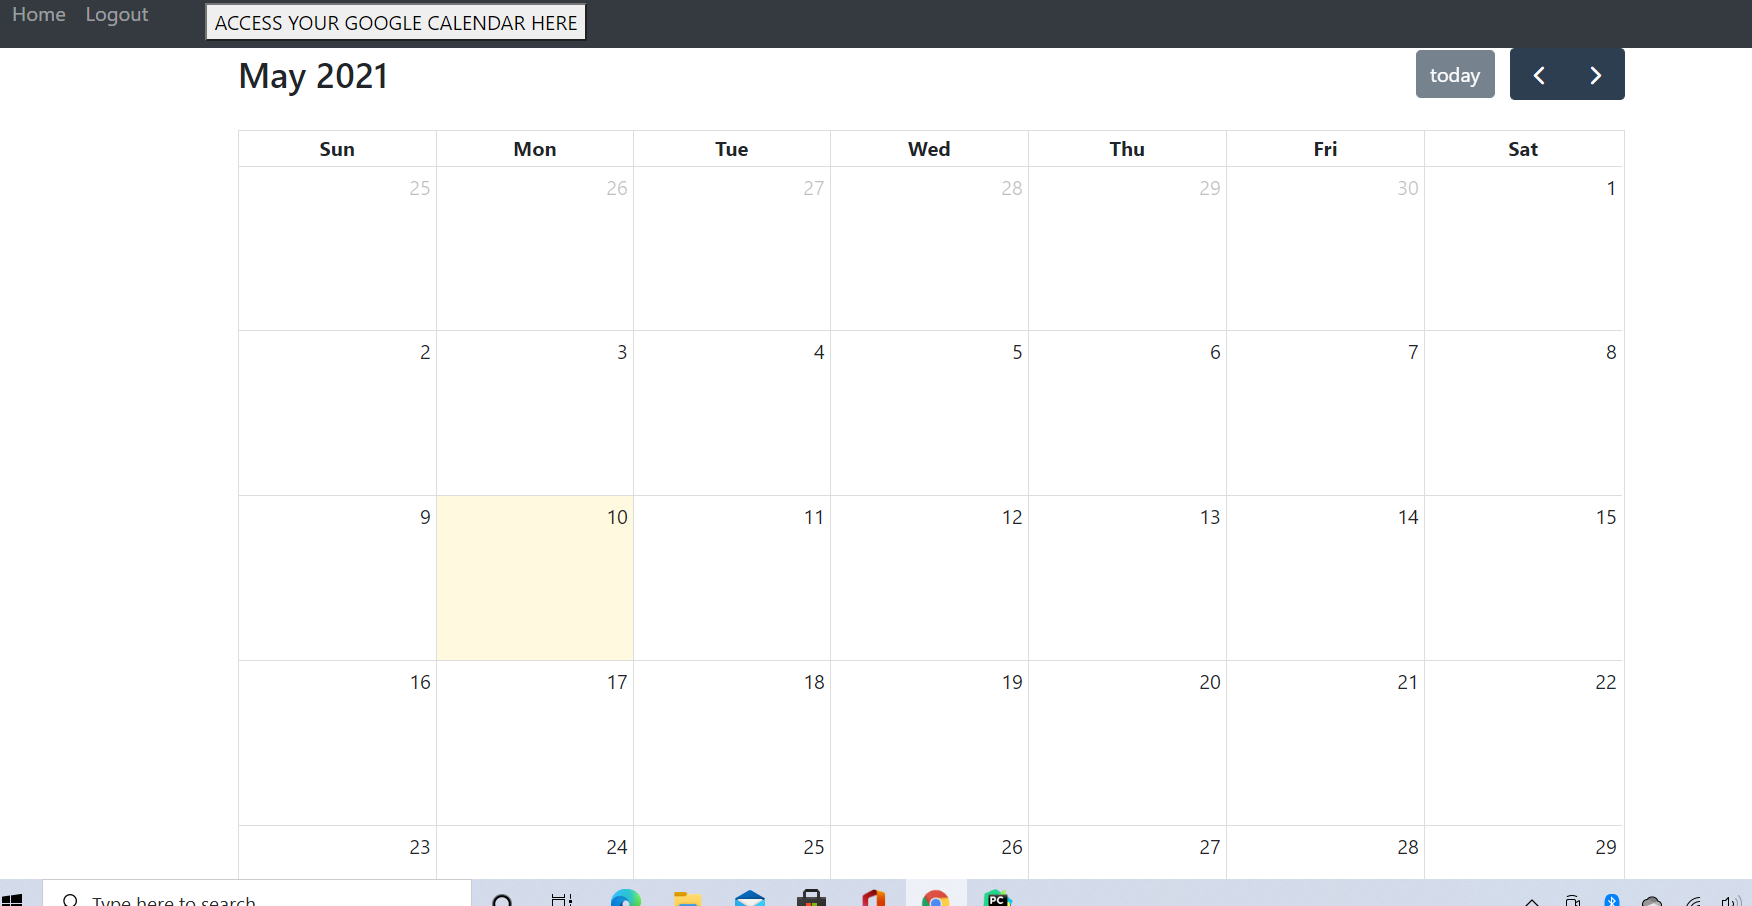 Home Logout ACCESS YOUR GOOGLE CALENDAR HERE
May 2021 today
Sun Mon Tue Wed Thu Fri Sat
25 26 27 28 29 30 1
2 3 4 5 6 7 8
9 10 11 12 13 14 15
16 17 18 19 20 21 22
23 24 25 26 27 28 29
Type here to search PC